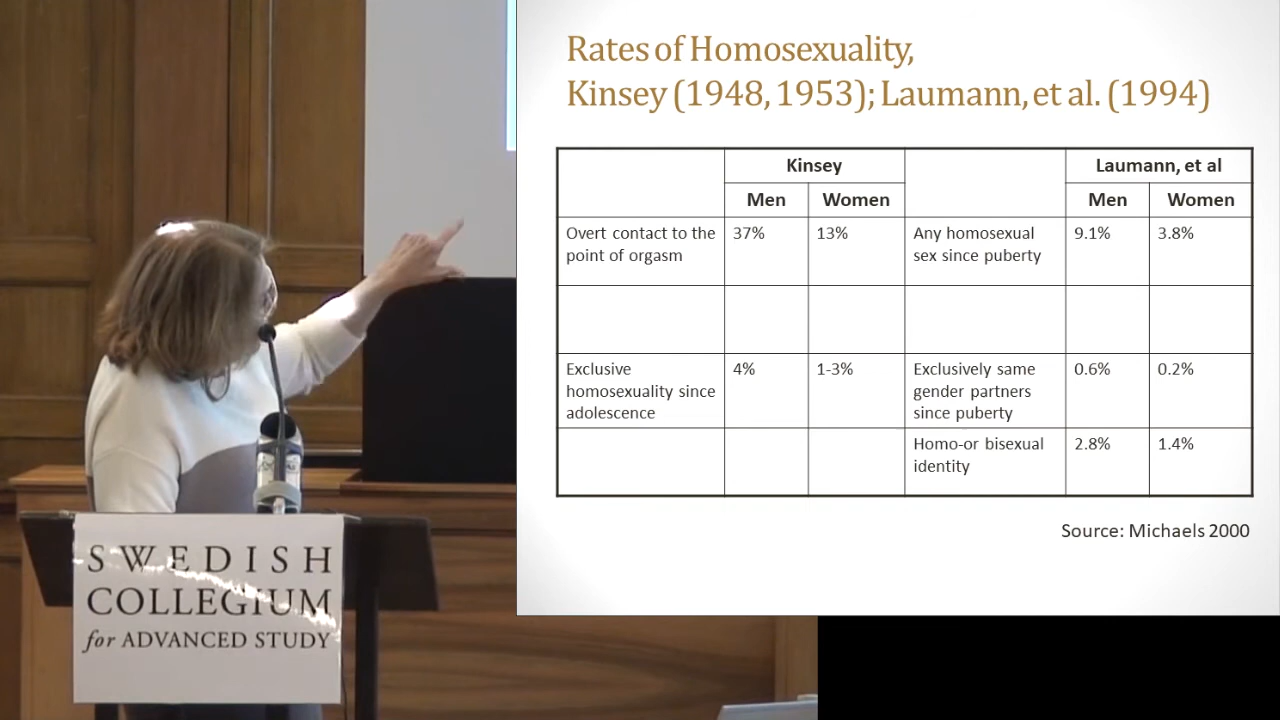 Rates of Homosexuality,
Kinsey (1948, 1953); Laumann, et al. (1994)
Kinsey
Laumann, et al
Men
Women
Men
Women
Overt contact to the
point of orgasm
37%
13%
Any homosexual
sex since puberty
9.1%
3.8%
Exclusive
homosexuality since
adolescence
4%
1-3%
Exclusively same
gender partners
since puberty
0.6%
0.2%
Homo-or bisexual
identity
2.8%
1.4%
Source: Michaels 2000
SWEDISH
COLLEGIUM
for ADVANCED STUDY